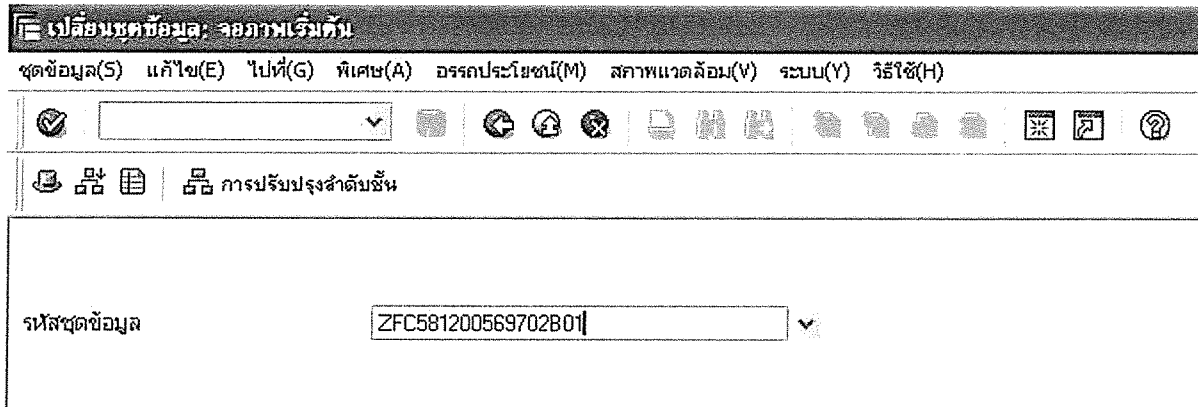 เปลี่ยนชุดข้อมูล: จอภาพเริ่มต้น
ชุดข้อมูล(S) แก้ไข(E) ไปที่(G) พิเศษ(A) อรรถประโยชน์(M) สภาพแวดล้อม(V) ระบบ(Y) วิธีใช้(H)
การปรับปรุงลำดับชั้น
รหัสชุดข้อมูล ZFC581200569702B01